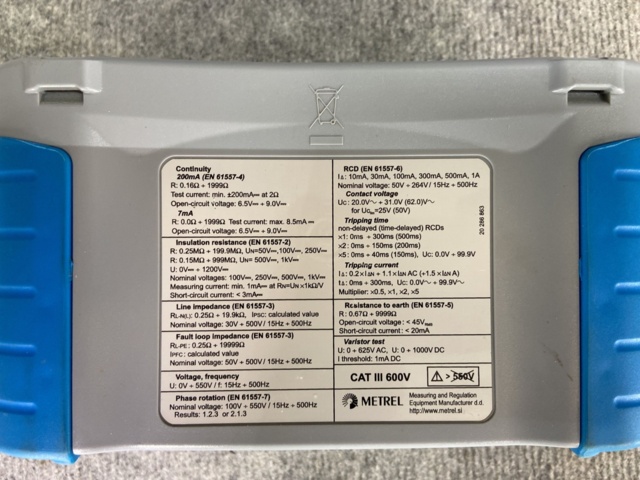 Continuity
200mA (EN 61557-4)
R: 0.16Ω ÷ 1999Ω
Test current: min. ±200mA⎓ at 2Ω
Open-circuit voltage: 6.5V⎓ ÷ 9.0V⎓
7mA
R: 0.0Ω ÷ 1999Ω Test current: max. 8.5mA⎓
Open-circuit voltage: 6.5V⎓ ÷ 9.0V⎓
Insulation resistance (EN 61557-2)
R: 0.25MΩ ÷ 199.9MΩ, UN=50V⎓,100V⎓, 250V⎓
R: 0.15MΩ ÷ 999MΩ, UN= 500V⎓, 1kV⎓
U: 0V⎓ ÷ 1200V⎓
Nominal voltages: 100V⎓, 250V⎓, 500V⎓, 1kV⎓
Measuring current: min. 1mA⎓ at RN=UN×1kΩ/V
Short-circuit current: < 3mA⎓
Line impedance (EN 61557-3)
RL-N(L): 0.25Ω ÷ 19.9kΩ, IPSC: calculated value
Nominal voltage: 30V ÷ 500V / 15Hz ÷ 500Hz
Fault loop impedance (EN 61557-3)
RL-PE: 0.25Ω ÷ 19999Ω
IPFC: calculated value
Nominal voltage: 50V ÷ 500V / 15Hz ÷ 500Hz
Voltage, frequency
U: 0V ÷ 550V / f: 15Hz ÷ 500Hz
Phase rotation (EN 61557-7)
Nominal voltage: 100V ÷ 550V / 15Hz ÷ 500Hz
Results: 1.2.3 or 2.1.3
RCD (EN 61557-6)
IΔ: 10mA, 30mA, 100mA, 300mA, 500mA, 1A
Nominal voltage: 50V ÷ 264V / 15Hz ÷ 500Hz
Contact voltage
Uc: 20.0V∿ ÷ 31.0V (62.0)V∿
for UClim=25V (50V)
Tripping time
non-delayed (time-delayed) RCDs
×1: 0ms ÷ 300ms (500ms)
×2: 0ms ÷ 150ms (200ms)
×5: 0ms ÷ 40ms (150ms), Uc: 0.0V ÷ 99.9V
Tripping current
IΔ: 0.2×IΔN ÷ 1.1×IΔN AC (÷1.5×IΔN A)
tΔ: 0ms ÷ 300ms, Uc: 0.0V∿ ÷ 99.9V∿
Multiplier: ×0.5, ×1, ×2, ×5
Resistance to earth (EN 61557-5)
R: 0.67Ω ÷ 9999Ω
Open-circuit voltage: < 45VRMS
Short-circuit current: < 20mA
Varistor test
U: 0 ÷ 625V AC, U: 0 ÷ 1000V DC
I threshold: 1mA DC
CAT III 600V
> 550V
METREL
Measuring and Regulation
Equipment Manufacturer d.d.
http://www.metrel.si
20 286 863